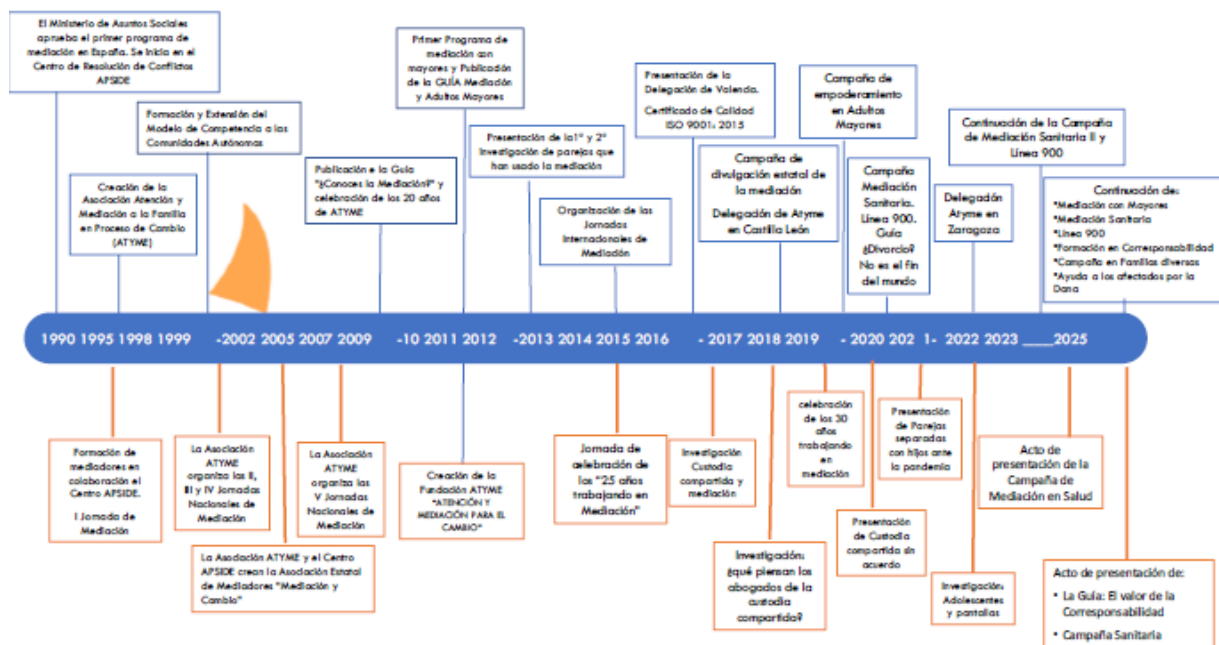 El Ministerio de Asuntos Sociales
aprueba el primer programa de
mediación en España. Se inicia en el
Centro de Resolución de Conflictos
APSIDE
Formación y Extensión del
Modelo de Competencia a las
Comunidades Autónomas
Creación de la
Asociación Atención y
Mediación a la Familia
en Proceso de Cambio
(ATYME)
Publicación e la Guía
"¿Conoces la Mediación?" y
celebración de los 20 años
de ATYME
Primer Programa de
mediación con
mayores y Publicación
de la GUÍA Mediación
y Adultos Mayores
Presentación de la1º y 2º
Investigación de parejas que
han usado la mediación
Organización de las
Jornadas
Internacionales de
Mediación
Presentación de la
Delegación de Valencia.
Certificado de Calidad
ISO 9001: 2015
Campaña de
divulgación estatal de
la mediación
Delegación de Atyme
en Castilla León
Campaña de
empoderamiento en
Adultos
Mayores
Campaña
Mediación
Sanitaria.
Línea 900.
Guía
¿Divorcio?
No es el fin
del mundo
Delegación
Atyme en
Zaragoza
Continuación de la Campaña
de Mediación Sanitaria II y
Línea 900
Continuación de:
*Mediación con Mayores
*Mediación Sanitaria
*Línea 900
*Formación en Corresponsabilidad
*Campaña en Familias diversas
*Ayuda a los afectados por la
Dana
1990 1995 1998 1999 -2002 2005 2007 2009 -10 2011 2012 -2013 2014 2015 2016 - 2017 2018 2019 - 2020 202 1- 2022 2023 ____2025
Formación de
mediadores en
colaboración el
Centro APSIDE.
I Jornada de
Mediación
La Asociación
ATYME
organiza las II,
III y IV Jornadas
Nacionales de
Mediación
La Asociación ATYME y el Centro
APSIDE crean la Asociación Estatal
de Mediadores "Mediación y
Cambio"
La Asociación
ATYME
organiza las
V Jornadas
Nacionales de
Mediación
Creación de la
Fundación ATYME
"ATENCIÓN Y
MEDIACIÓN PARA EL
CAMBIO"
Jornada de
celebración de
los "25 años
trabajando en
Mediación"
Investigación
Custodia
compartida y
mediación
Investigación:
¿qué piensan los
abogados de la
custodia
compartida?
celebración
de los 30
años
trabajando
en
mediación
Presentación
de Custodia
compartida sin
acuerdo
Presentación
de Parejas
separadas
con hijos ante
la pandemia
Investigación:
Adolescentes
y pantallas
Acto de
presentación de la
Campaña de
Mediación en Salud
Acto de presentación de:
• La Guía: El valor de la
Corresponsabilidad
• Campaña Sanitaria